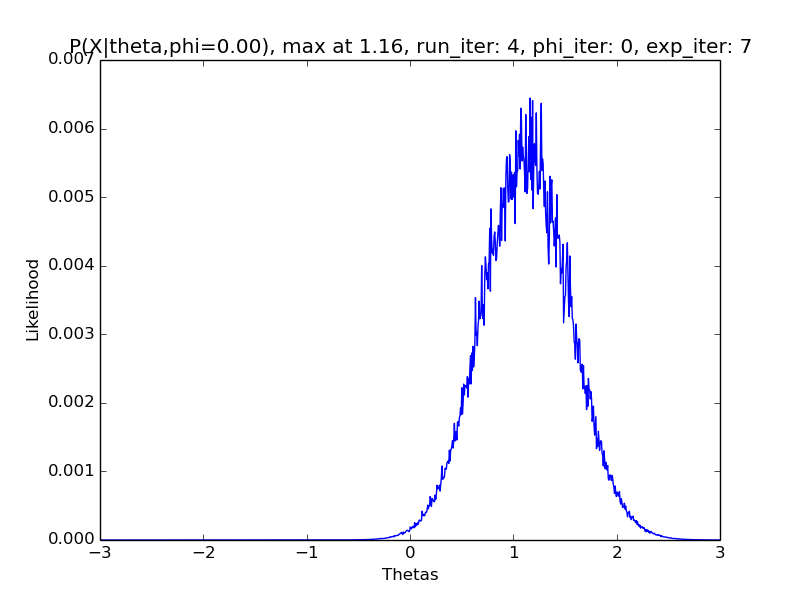 P(X|theta,phi=0.00), max at 1.16, run_iter: 4, phi_iter: 0, exp_iter: 7
0.007
0.006
0.005
0.004
0.003
0.002
0.001
0.000
Likelihood
−3 −2 −1 0 1 2 3
Thetas